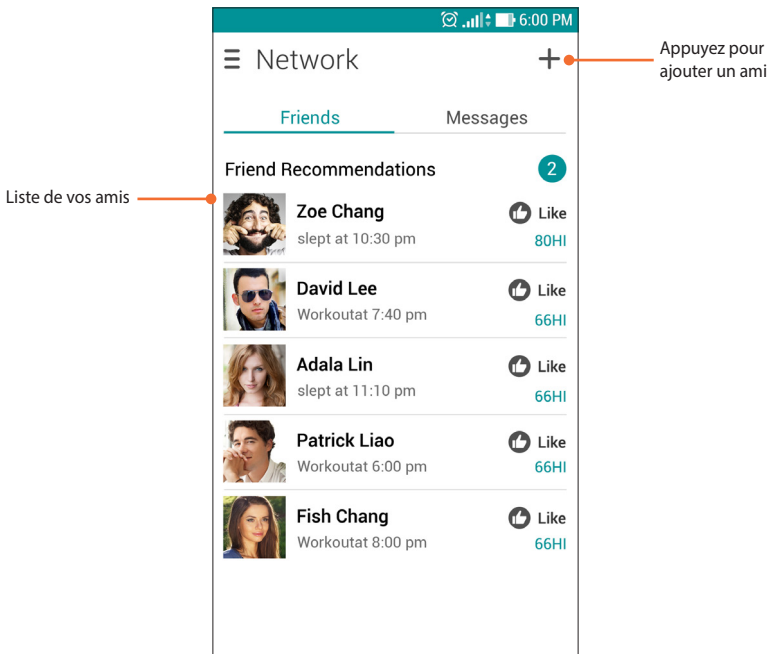 6:00 PM
Network
Appuyez pour
ajouter un ami
Friends Messages
Friend Recommendations 2
Liste de vos amis
Zoe Chang Like
slept at 10:30 pm 80HI
David Lee Like
Workoutat 7:40 pm 66HI
Adala Lin Like
slept at 11:10 pm 66HI
Patrick Liao Like
Workoutat 6:00 pm 66HI
Fish Chang Like
Workoutat 8:00 pm 66HI